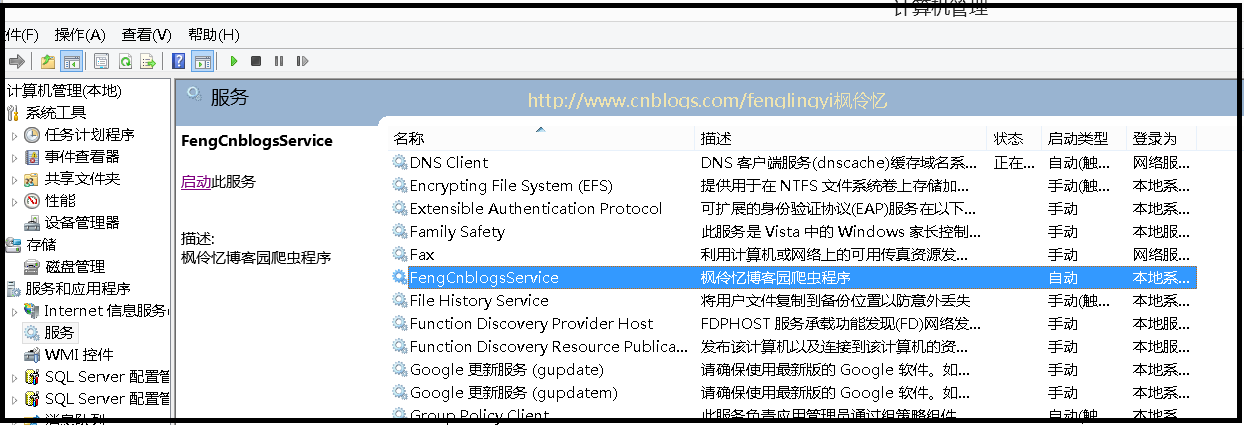 计算机管理
件(F) 操作(A) 查看(V) 帮助(H)
计算机管理(本地)
系统工具
任务计划程序
事件查看器
共享文件夹
性能
设备管理器
存储
磁盘管理
服务和应用程序
Internet 信息服务
服务
WMI 控件
SQL Server 配置管
SQL Server 配置管
消息队列
服务
http://www.cnblogs.com/fenglingyi枫伶忆
FengCnblogsService
启动此服务
描述:
枫伶忆博客园爬虫程序
名称 描述 状态 启动类型 登录为
DNS Client DNS 客户端服务(dnscache)缓存域名系... 正在... 自动(触... 网络服...
Encrypting File System (EFS) 提供用于在 NTFS 文件系统卷上存储加... 手动(触... 本地系...
Extensible Authentication Protocol 可扩展的身份验证协议(EAP)服务在以下... 手动 本地系...
Family Safety 此服务是 Vista 中的 Windows 家长控制... 手动 本地服...
Fax 利用计算机或网络上的可用传真资源发... 手动 网络服...
FengCnblogsService 枫伶忆博客园爬虫程序 自动 本地系...
File History Service 将用户文件复制到备份位置以防意外丢失 手动(触... 本地系...
Function Discovery Provider Host FDPHOST 服务承载功能发现(FD)网络发... 手动 本地服...
Function Discovery Resource Publica... 发布该计算机以及连接到该计算机的资... 手动 本地服...
Google 更新服务 (gupdate) 请确保使用最新版的 Google 软件。如... 手动 本地系...
Google 更新服务 (gupdatem) 请确保使用最新版的 Google 软件。如... 手动 本地系...
Group Policy Client 此服务负责应用管理员通过组策略组件... 自动(触... 本地系...